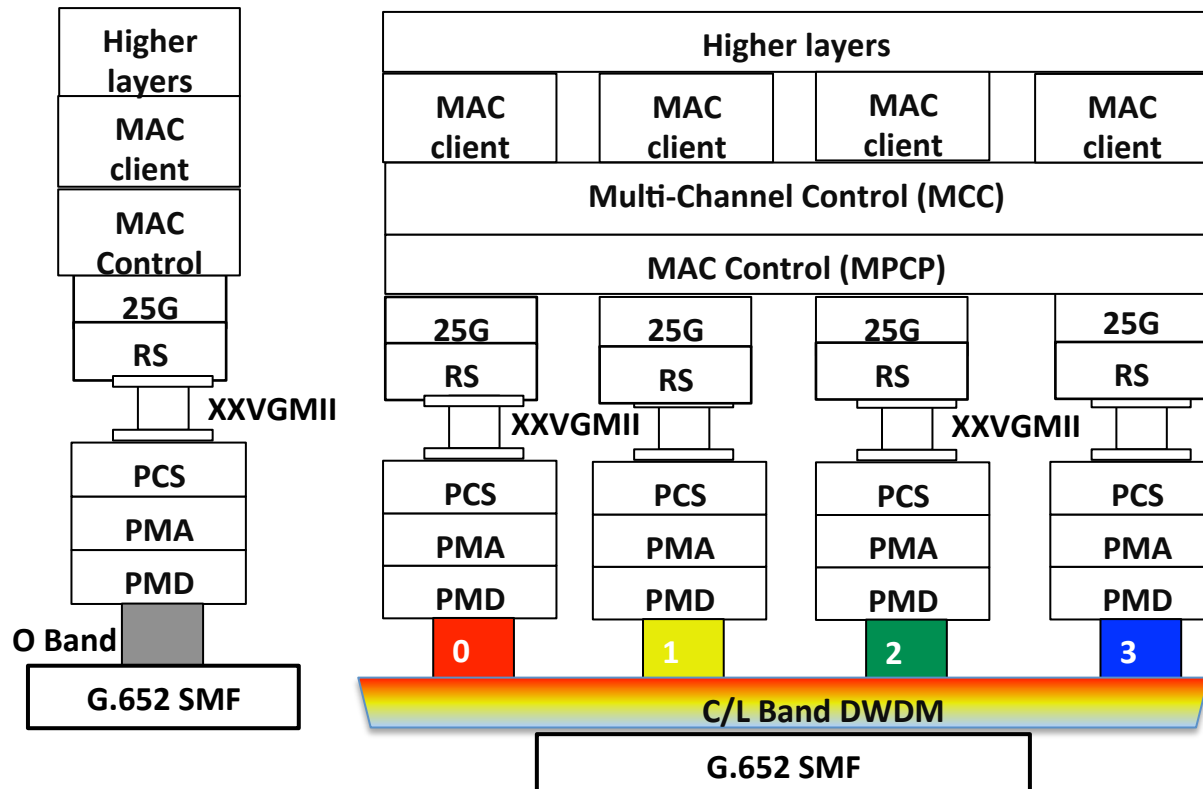 Higher
layers
MAC
client
MAC
Control
25G
RS
XXVGMII
PCS
PMA
PMD
O Band
G.652 SMF
Higher layers
MAC
client
MAC
client
MAC
client
MAC
client
Multi-Channel Control (MCC)
MAC Control (MPCP)
25G
RS
XXVGMII
PCS
PMA
PMD
0
25G
RS
PCS
PMA
PMD
1
25G
RS
XXVGMII
PCS
PMA
PMD
2
25G
RS
PCS
PMA
PMD
3
C/L Band DWDM
G.652 SMF